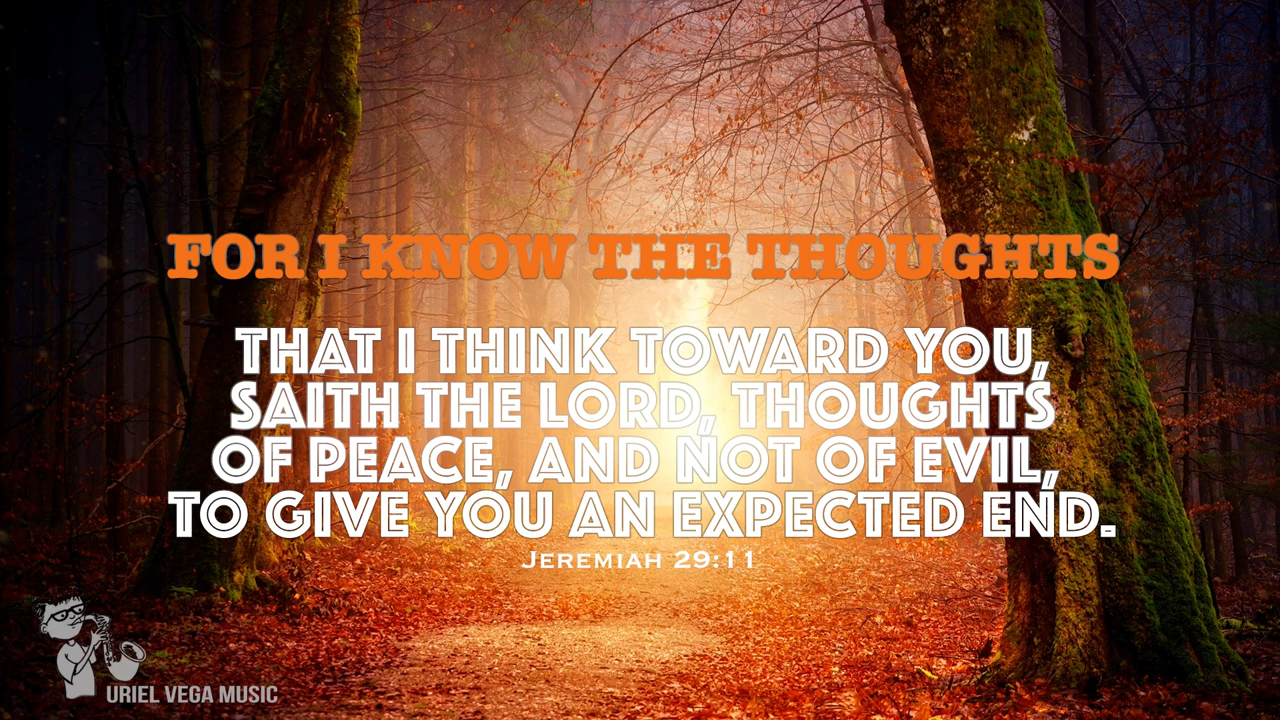 FOR I KNOW THE THOUGHTS
THAT I THINK TOWARD YOU,
SAITH THE LORD, THOUGHTS
OF PEACE, AND NOT OF EVIL,
TO GIVE YOU AN EXPECTED END.
JEREMIAH 29:11
URIEL VEGA MUSIC